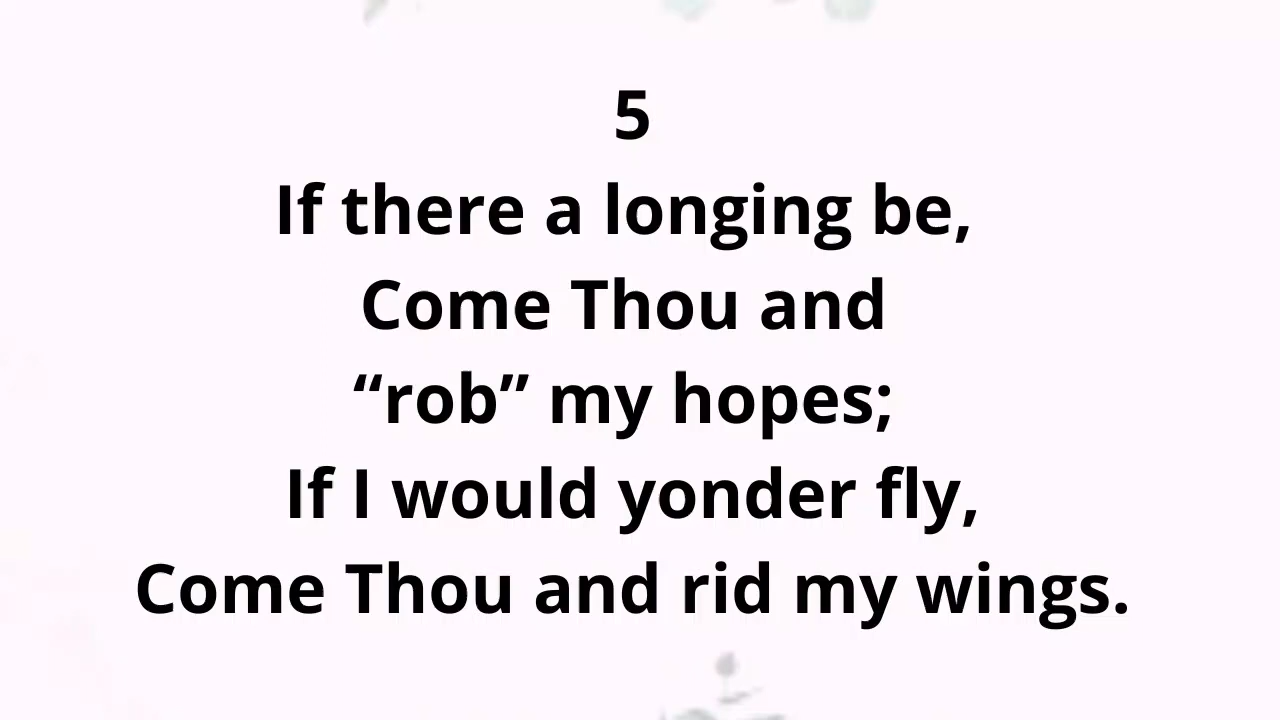 5
If there a longing be,
Come Thou and
“rob” my hopes;
If I would yonder fly,
Come Thou and rid my wings.